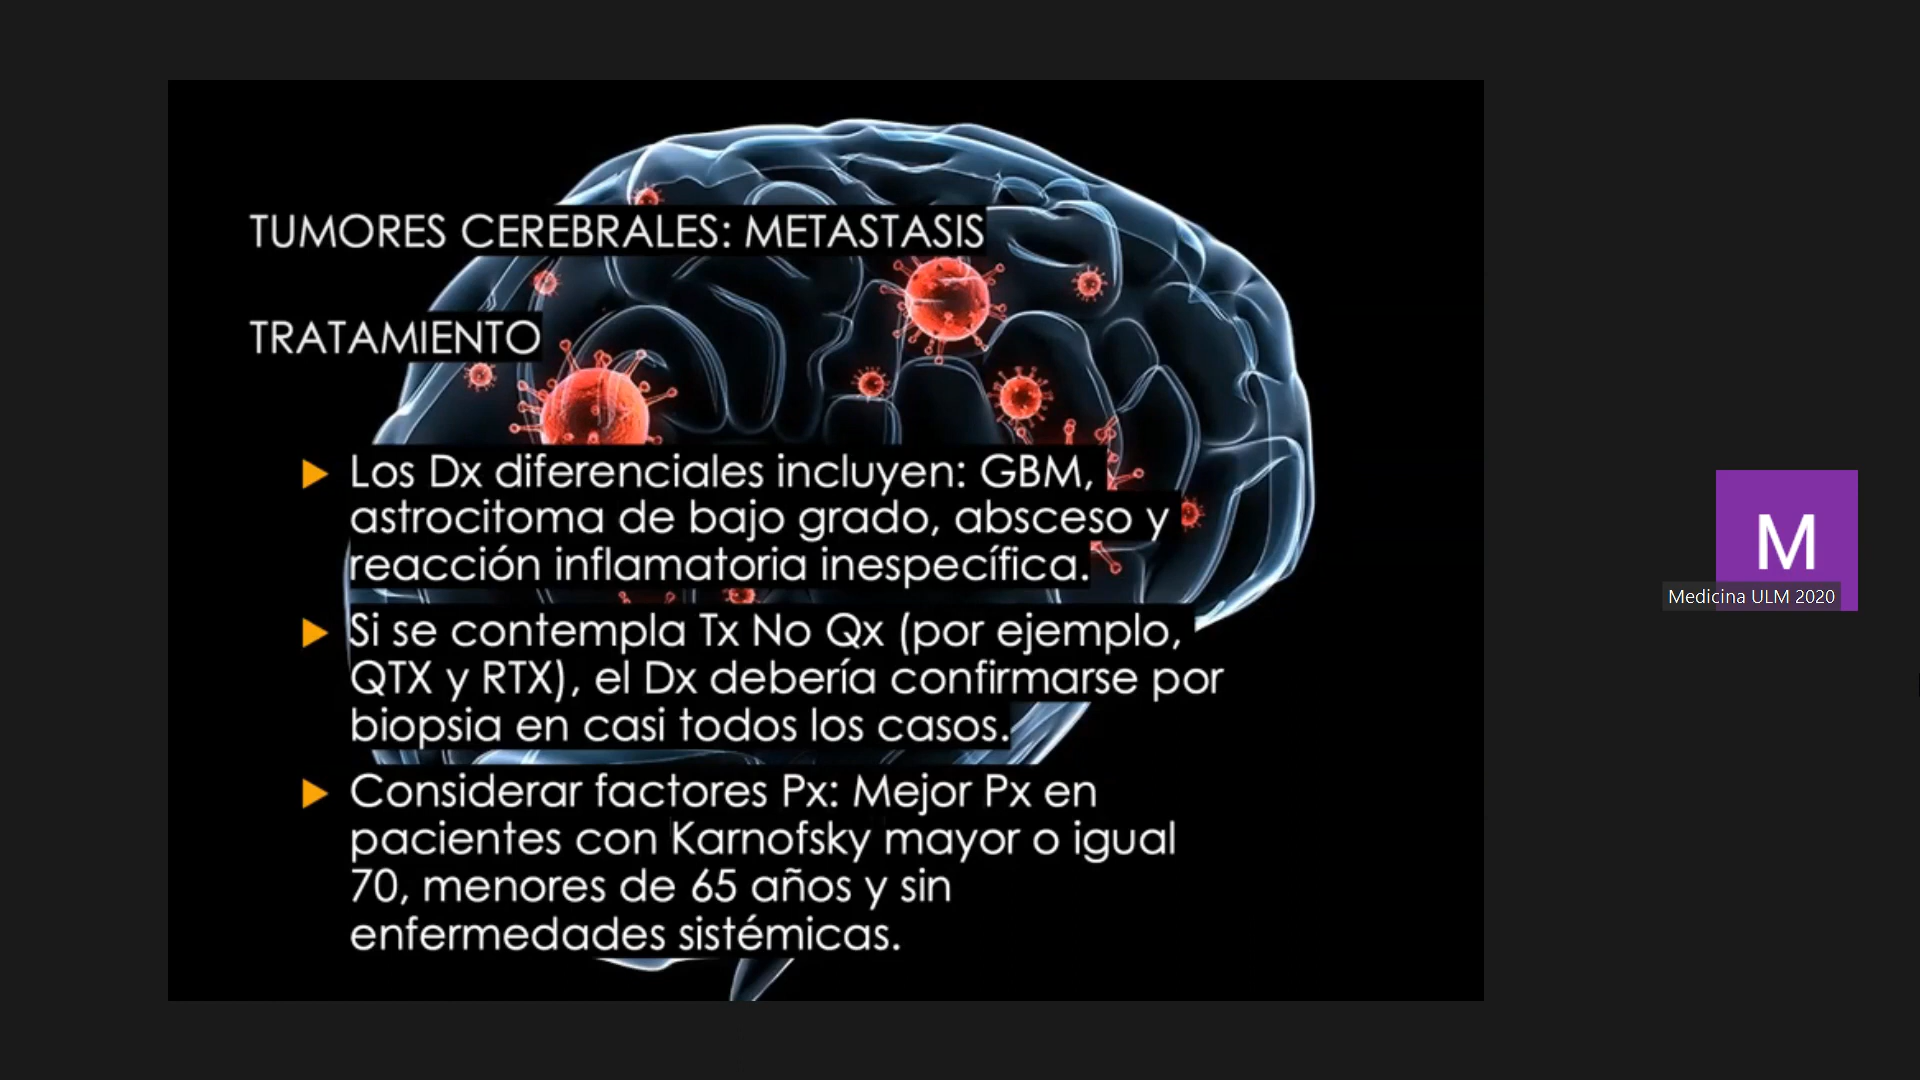 TUMORES CEREBRALES: METASTASIS
TRATAMIENTO
Los Dx diferenciales incluyen: GBM,
astrocitoma de bajo grado, absceso y
reacción inflamatoria inespecífica.
Si se contempla Tx No Qx (por ejemplo,
QTX y RTX), el Dx debería confirmarse por
biopsia en casi todos los casos.
Considerar factores Px: Mejor Px en
pacientes con Karnofsky mayor o igual
70, menores de 65 años y sin
enfermedades sistémicas.
M
Medicina ULM 2020